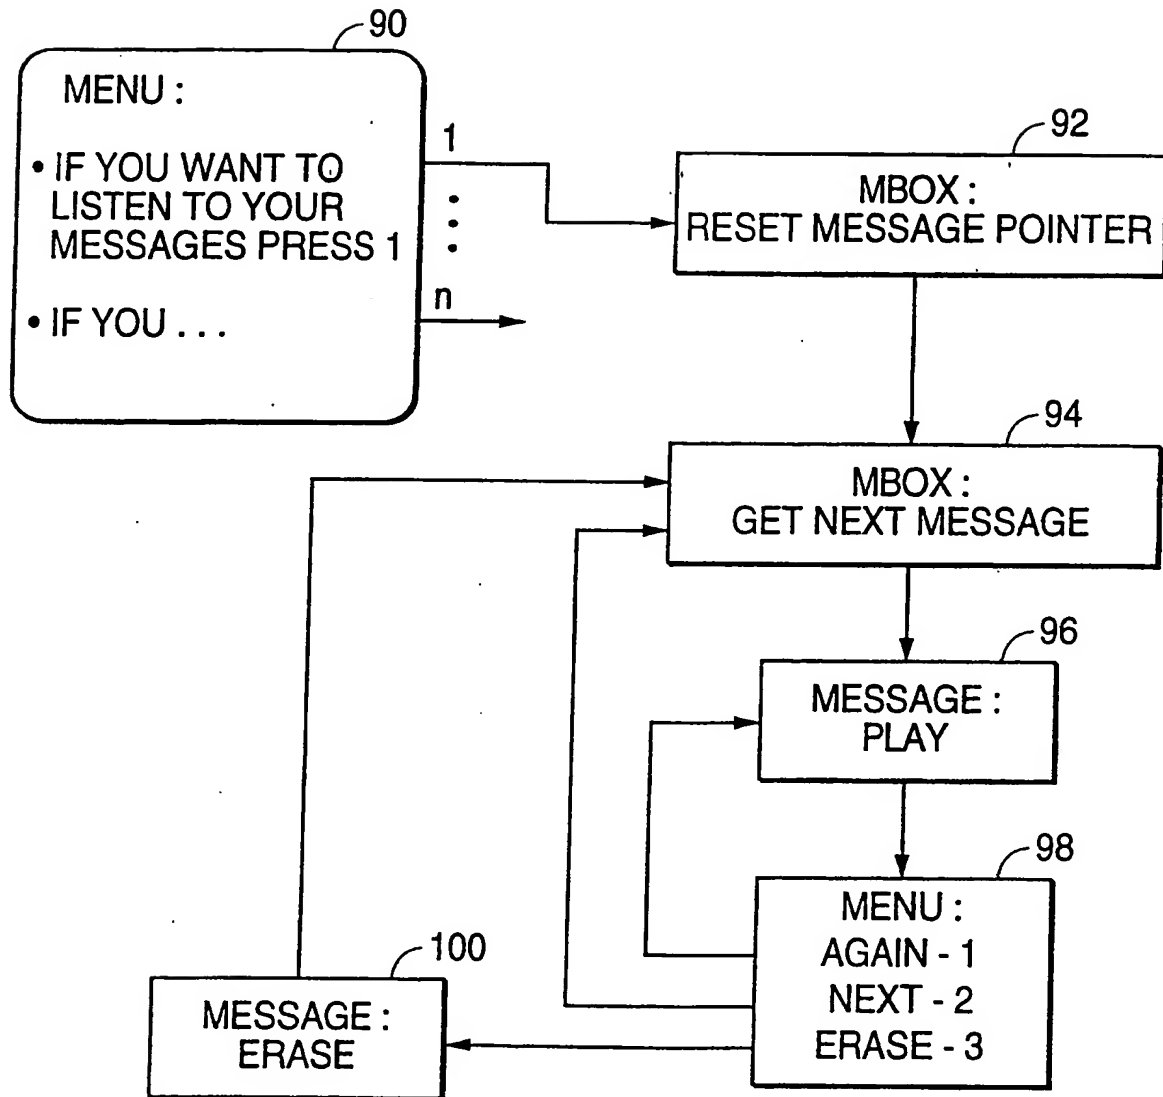 90
MENU :
• IF YOU WANT TO
LISTEN TO YOUR
MESSAGES PRESS 1
• IF YOU . . .
1
n
92
MBOX :
RESET MESSAGE POINTER
94
MBOX :
GET NEXT MESSAGE
96
MESSAGE :
PLAY
98
MENU :
AGAIN - 1
NEXT - 2
ERASE - 3
100
MESSAGE :
ERASE